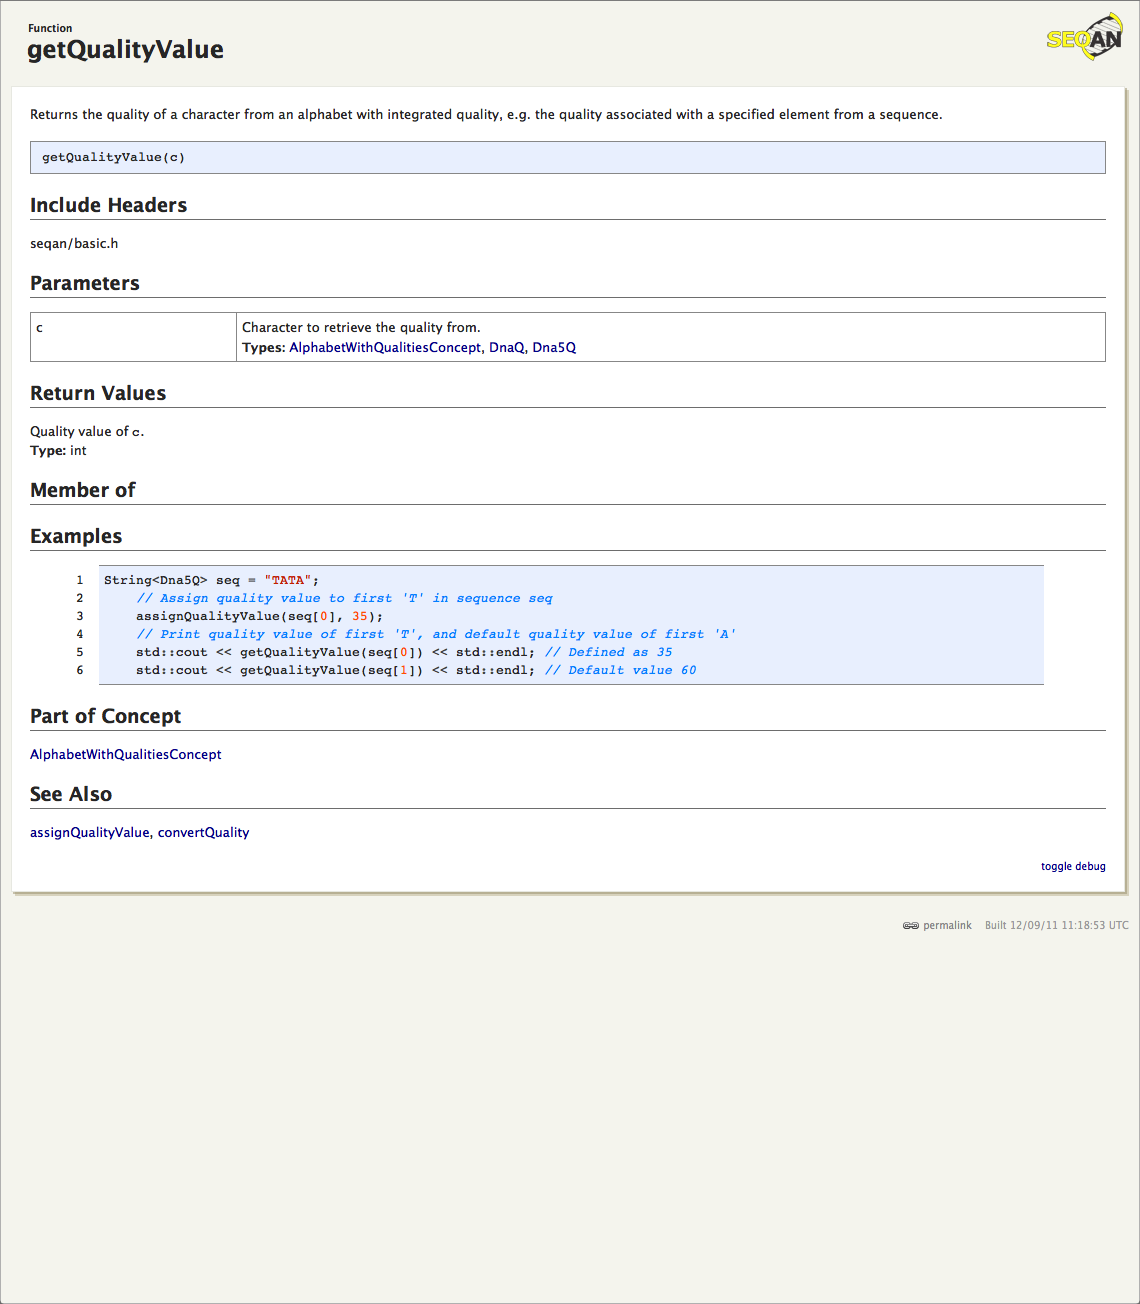 Function
getQualityValue
SEQAN
Returns the quality of a character from an alphabet with integrated quality, e.g. the quality associated with a specified element from a sequence.
getQualityValue(c)
Include Headers
seqan/basic.h
Parameters
c
Character to retrieve the quality from.
Types: AlphabetWithQualitiesConcept, DnaQ, Dna5Q
Return Values
Quality value of c.
Type: int
Member of
Examples
1 String<Dna5Q> seq = "TATA";
2 // Assign quality value to first 'T' in sequence seq
3 assignQualityValue(seq[0], 35);
4 // Print quality value of first 'T', and default quality value of first 'A'
5 std::cout << getQualityValue(seq[0]) << std::endl; // Defined as 35
6 std::cout << getQualityValue(seq[1]) << std::endl; // Default value 60
Part of Concept
AlphabetWithQualitiesConcept
See Also
assignQualityValue, convertQuality
toggle debug
permalink Built 12/09/11 11:18:53 UTC